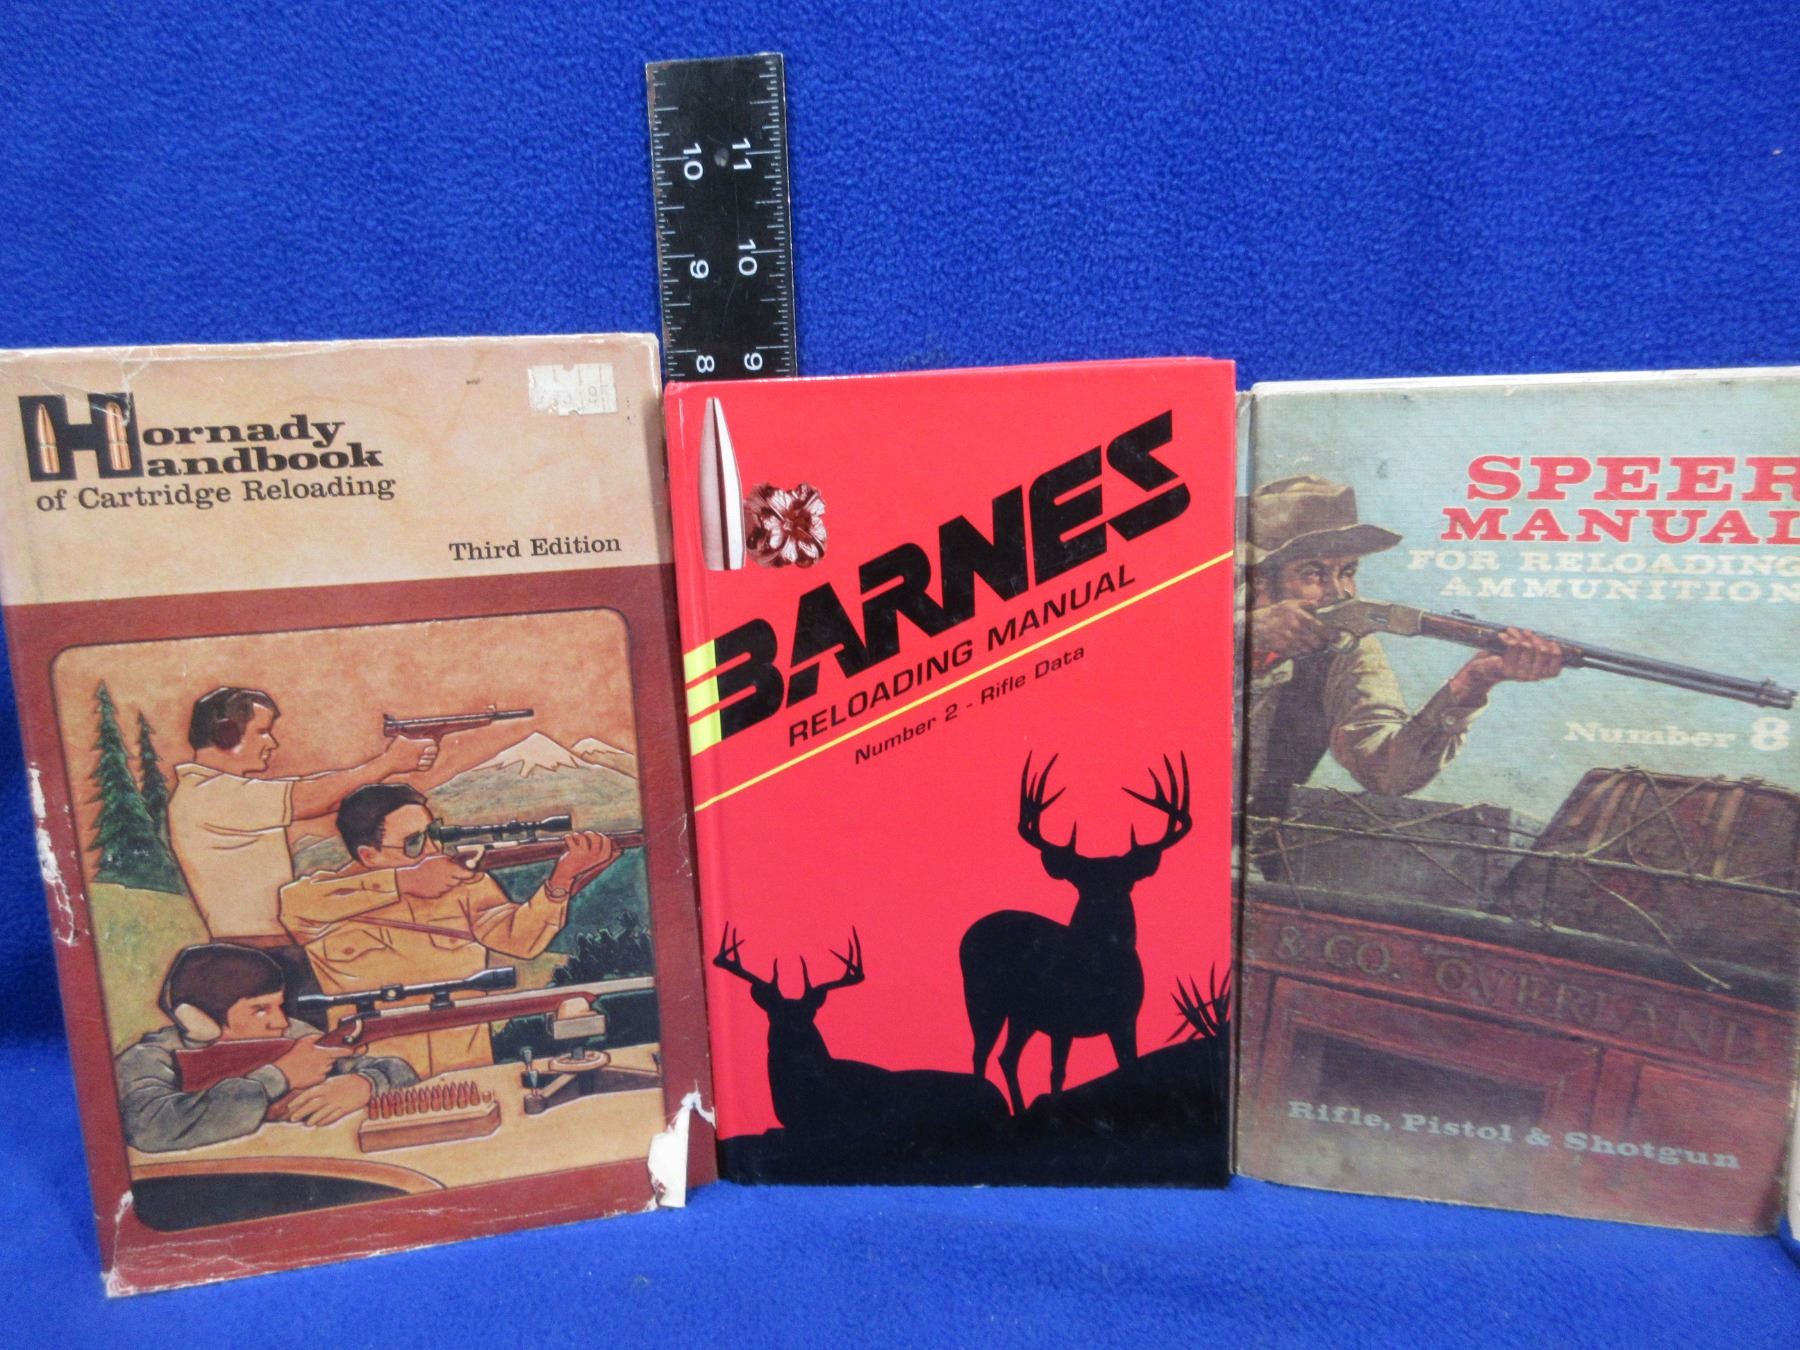 10 11
9 10
8 9
Hornady
Handbook
of Cartridge Reloading
Third Edition
BARNES
RELOADING MANUAL
Number 2 - Rifle Data
SPEER
MANUAL
FOR RELOADING
AMMUNITION
Number 8
& CO. "OVERLAND
Rifle, Pistol & Shotgun